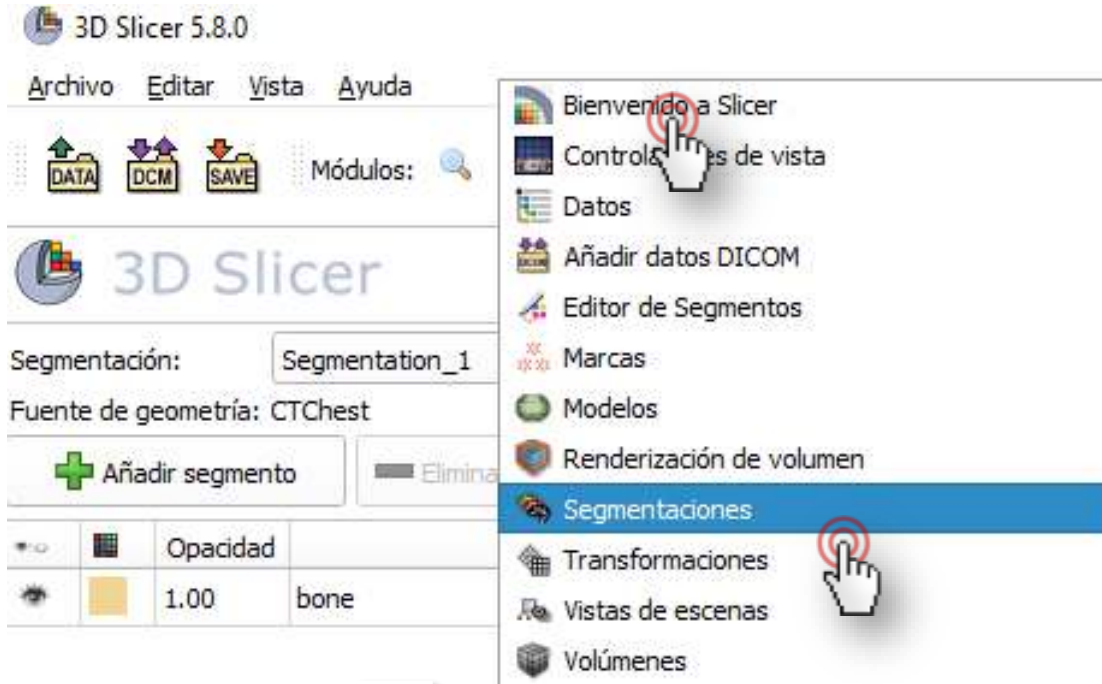 3D Slicer 5.8.0
Archivo Editar Vista Ayuda
DATA DCM SAVE Módulos:
3D Slicer
Segmentación: Segmentation_1
Fuente de geometría: CTChest
Añadir segmento
Opacidad
1.00 bone
Bienvenido a Slicer
de vista
Datos
Añadir datos DICOM
Editor de Segmentos
Marcas
Modelos
Renderización de volumen
Segmentaciones
Transformaciones
Vistas de escenas
Volúmenes